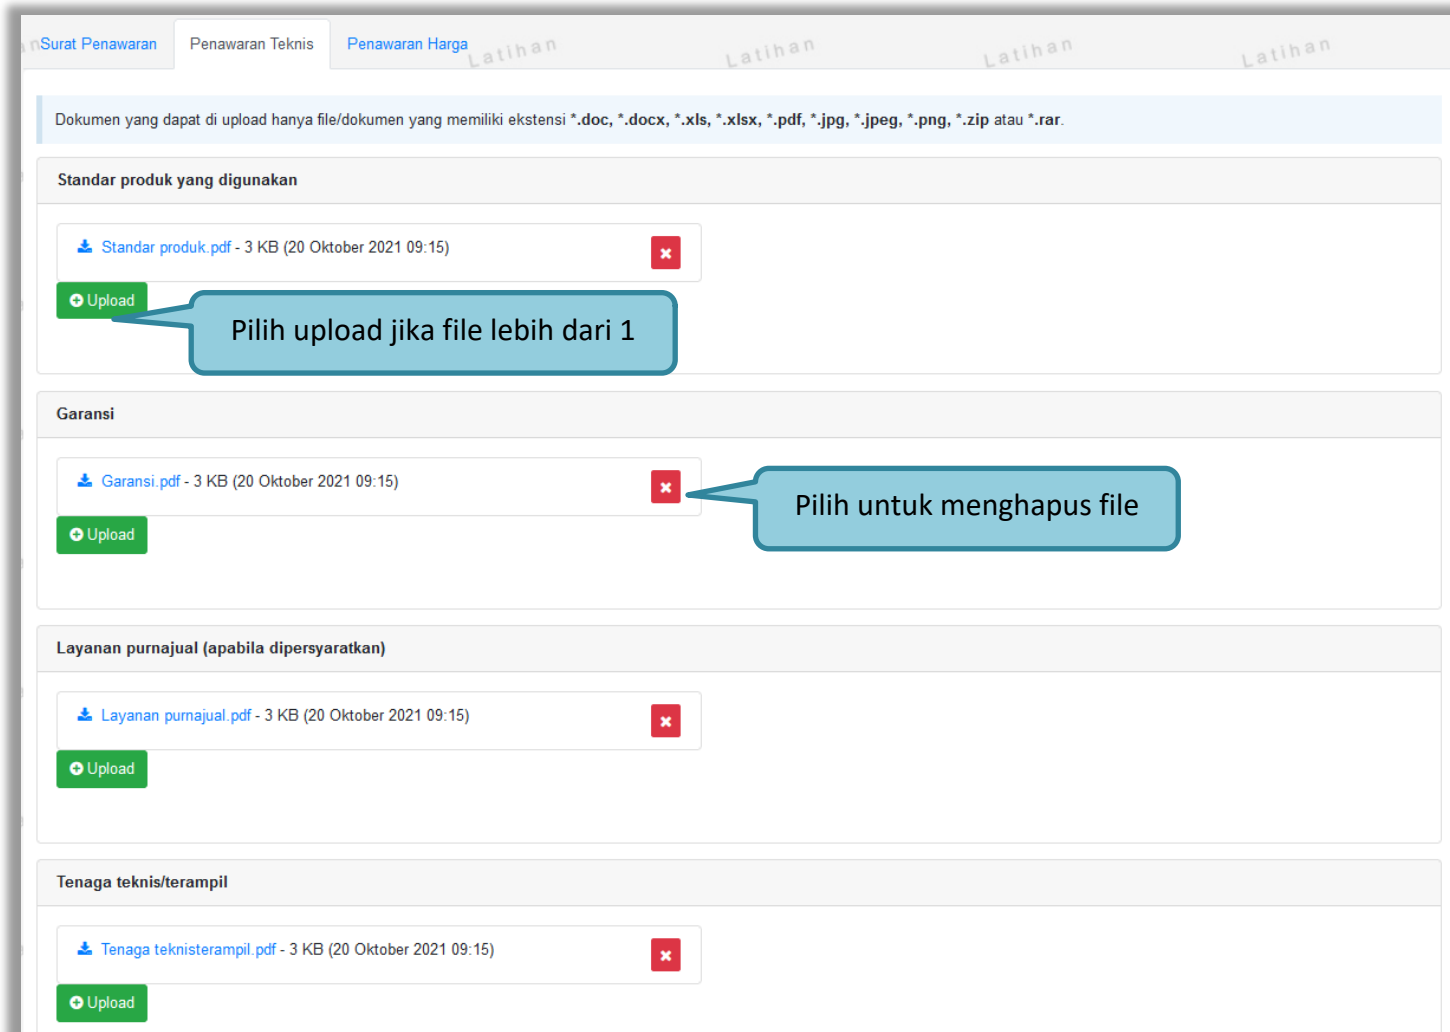 Surat Penawaran Penawaran Teknis Penawaran Harga
Latihan Latihan Latihan Latihan
Dokumen yang dapat di upload hanya file/dokumen yang memiliki ekstensi *.doc, *.docx, *.xls, *.xlsx, *.pdf, *.jpg, *.jpeg, *.png, *.zip atau *.rar.
Standar produk yang digunakan
Standar produk.pdf - 3 KB (20 Oktober 2021 09:15)
Upload
Pilih upload jika file lebih dari 1
Garansi
Garansi.pdf - 3 KB (20 Oktober 2021 09:15)
Pilih untuk menghapus file
Upload
Layanan purnajual (apabila dipersyaratkan)
Layanan purnajual.pdf - 3 KB (20 Oktober 2021 09:15)
Upload
Tenaga teknis/terampil
Tenaga teknisterampil.pdf - 3 KB (20 Oktober 2021 09:15)
Upload